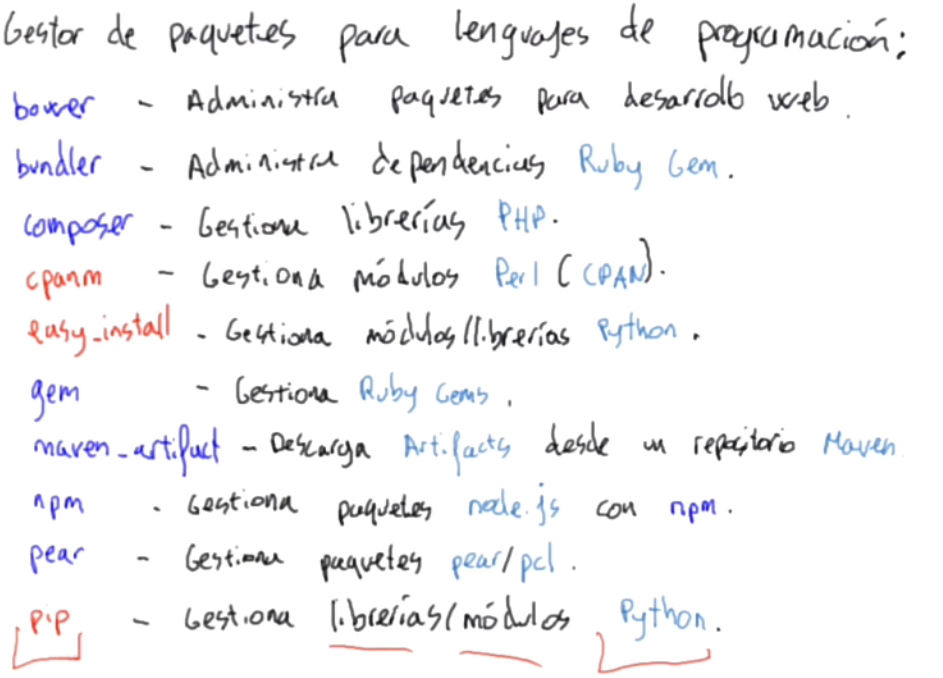 Gestor de paquetes para lenguajes de programación:
bower - Administra paquetes para desarrollo web.
bundler - Administra dependencias Ruby Gem.
composer - Gestiona librerías PHP.
cpanm - Gestiona módulos Perl (CPAN).
easy_install - Gestiona módulos/librerías Python.
gem - Gestiona Ruby Gems.
maven_artifact - Descarga Artifacts desde un repositorio Maven
npm - Gestiona paquetes node.js con npm.
pear - Gestiona paquetes pear/pcl.
pip - Gestiona librerías/módulos Python.